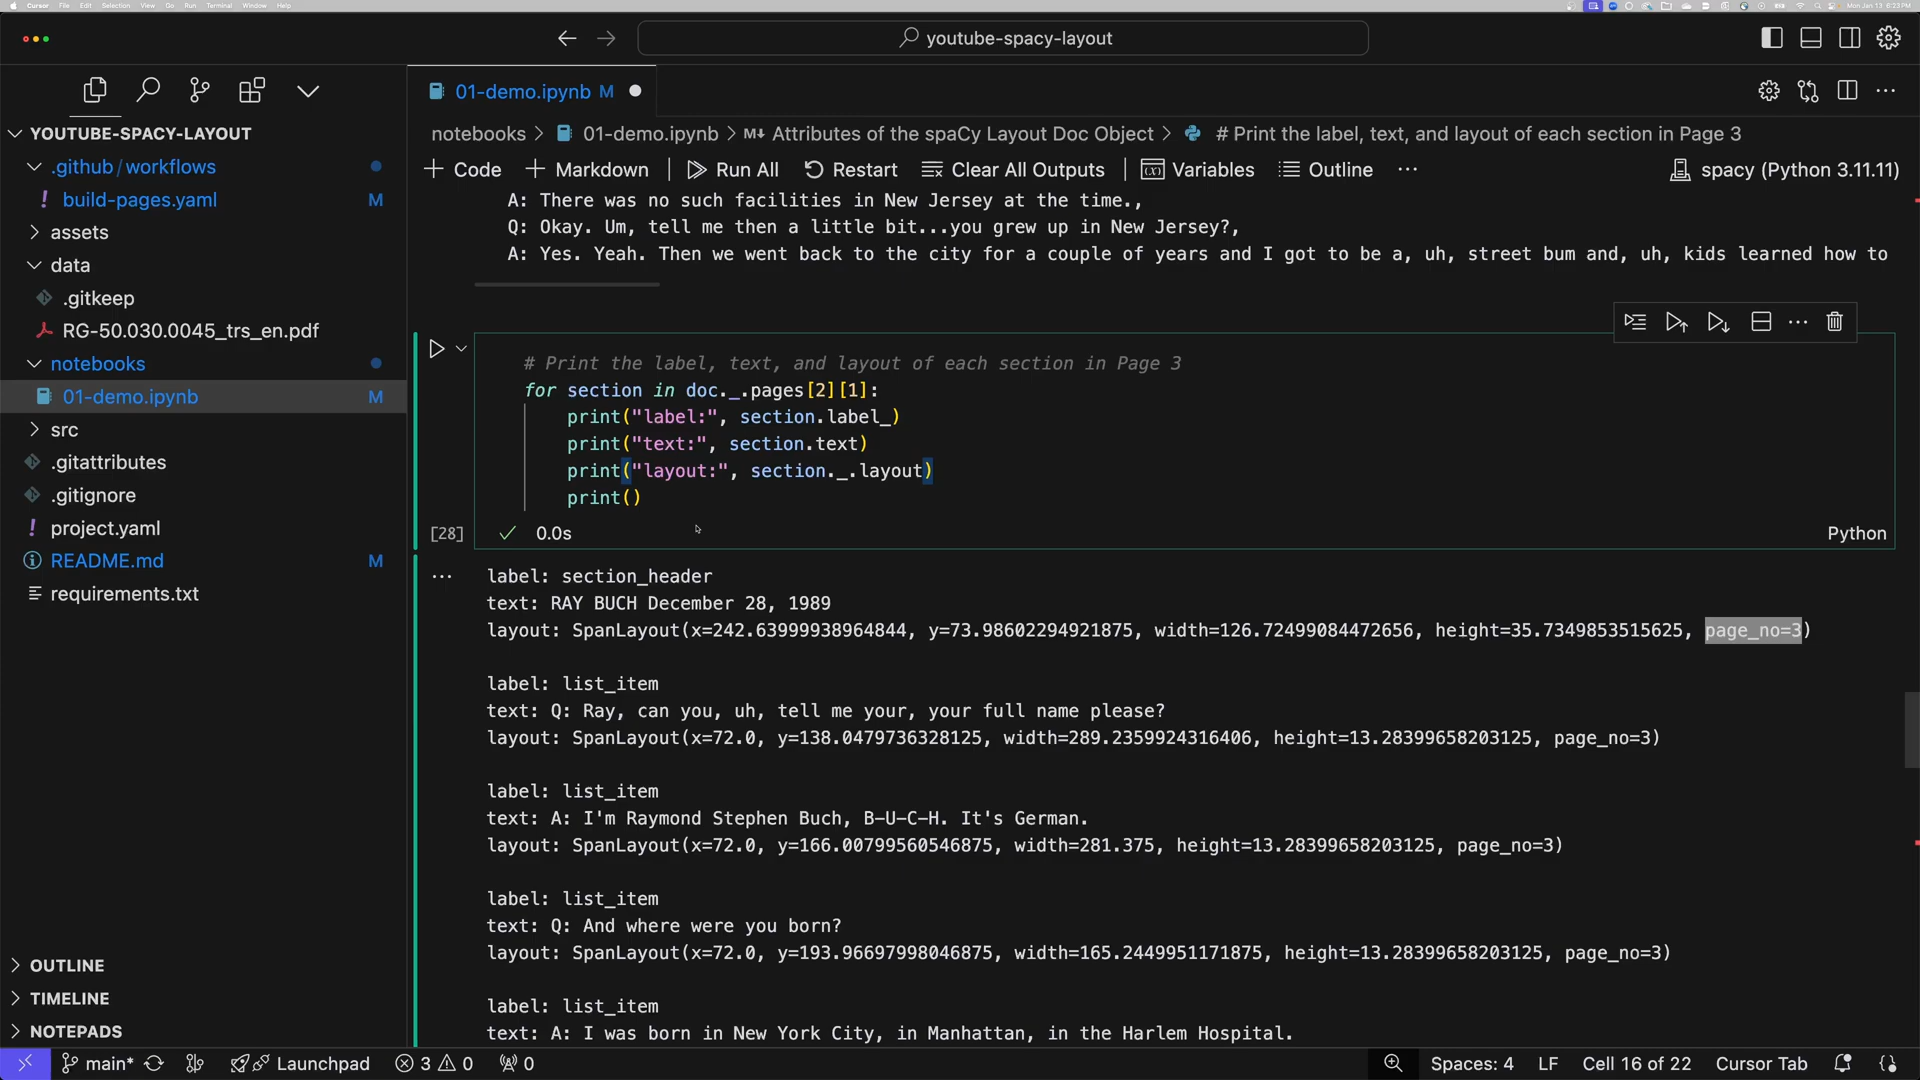 Cursor File Edit Selection View Go Run Terminal Window Help
Mon Jan 13 6:23PM
youtube-spacy-layout
01-demo.ipynb M
YOUTUBE-SPACY-LAYOUT
.github/workflows
build-pages.yaml M
assets
data
.gitkeep
RG-50.030.0045_trs_en.pdf
notebooks
01-demo.ipynb M
src
.gitattributes
.gitignore
project.yaml
README.md M
requirements.txt
OUTLINE
TIMELINE
NOTEPADS
notebooks > 01-demo.ipynb > M↓ Attributes of the spaCy Layout Doc Object > # Print the label, text, and layout of each section in Page 3
+ Code + Markdown Run All Restart Clear All Outputs Variables Outline ... spacy (Python 3.11.11)
A: There was no such facilities in New Jersey at the time.,
Q: Okay. Um, tell me then a little bit...you grew up in New Jersey?,
A: Yes. Yeah. Then we went back to the city for a couple of years and I got to be a, uh, street bum and, uh, kids learned how to
# Print the label, text, and layout of each section in Page 3
for section in doc._.pages[2][1]:
print("label:", section.label_)
print("text:", section.text)
print("layout:", section._.layout)
print()
[28] 0.0s Python
label: section_header
text: RAY BUCH December 28, 1989
layout: SpanLayout(x=242.63999938964844, y=73.98602294921875, width=126.72499084472656, height=35.7349853515625, page_no=3)
label: list_item
text: Q: Ray, can you, uh, tell me your, your full name please?
layout: SpanLayout(x=72.0, y=138.0479736328125, width=289.2359924316406, height=13.28399658203125, page_no=3)
label: list_item
text: A: I'm Raymond Stephen Buch, B-U-C-H. It's German.
layout: SpanLayout(x=72.0, y=166.00799560546875, width=281.375, height=13.28399658203125, page_no=3)
label: list_item
text: Q: And where were you born?
layout: SpanLayout(x=72.0, y=193.96697998046875, width=165.2449951171875, height=13.28399658203125, page_no=3)
label: list_item
text: A: I was born in New York City, in Manhattan, in the Harlem Hospital.
main* Launchpad 3 0 0 Spaces: 4 LF Cell 16 of 22 Cursor Tab